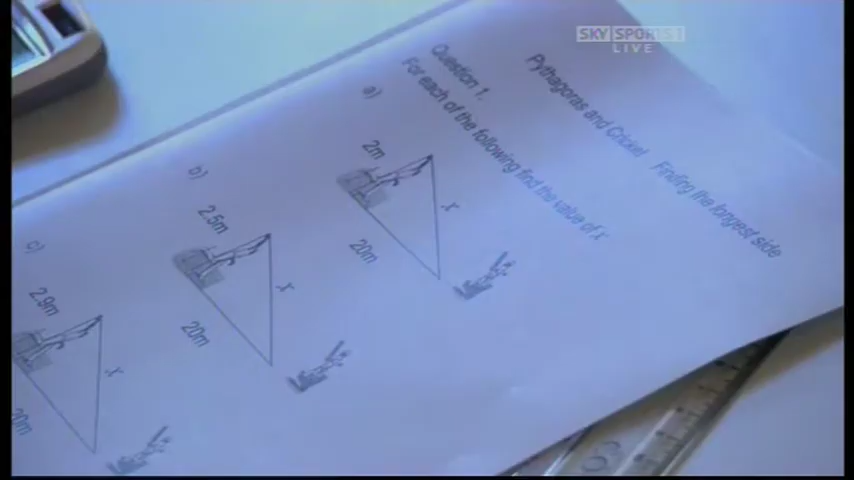 SKY SPORTS 1
LIVE
Pythagoras and Cricket Finding the longest side
Question 1.
For each of the following find the value of x
a)
2m
x
20m
b)
2.5m
x
20m
c)
2.9m
x
20m